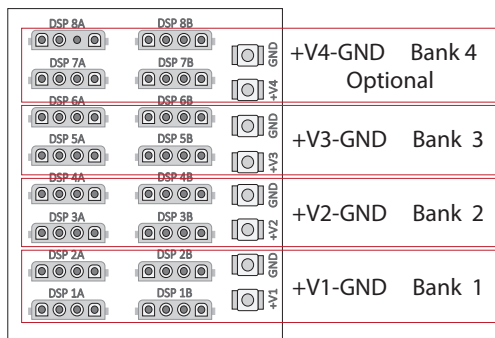 DSP 8A DSP 8B
GND
+V4-GND Bank 4
Optional
DSP 7A DSP 7B
+V4
DSP 6A DSP 6B
GND
+V3-GND Bank 3
DSP 5A DSP 5B
+V3
DSP 4A DSP 4B
GND
+V2-GND Bank 2
DSP 3A DSP 3B
+V2
DSP 2A DSP 2B
GND
+V1-GND Bank 1
DSP 1A DSP 1B
+V1